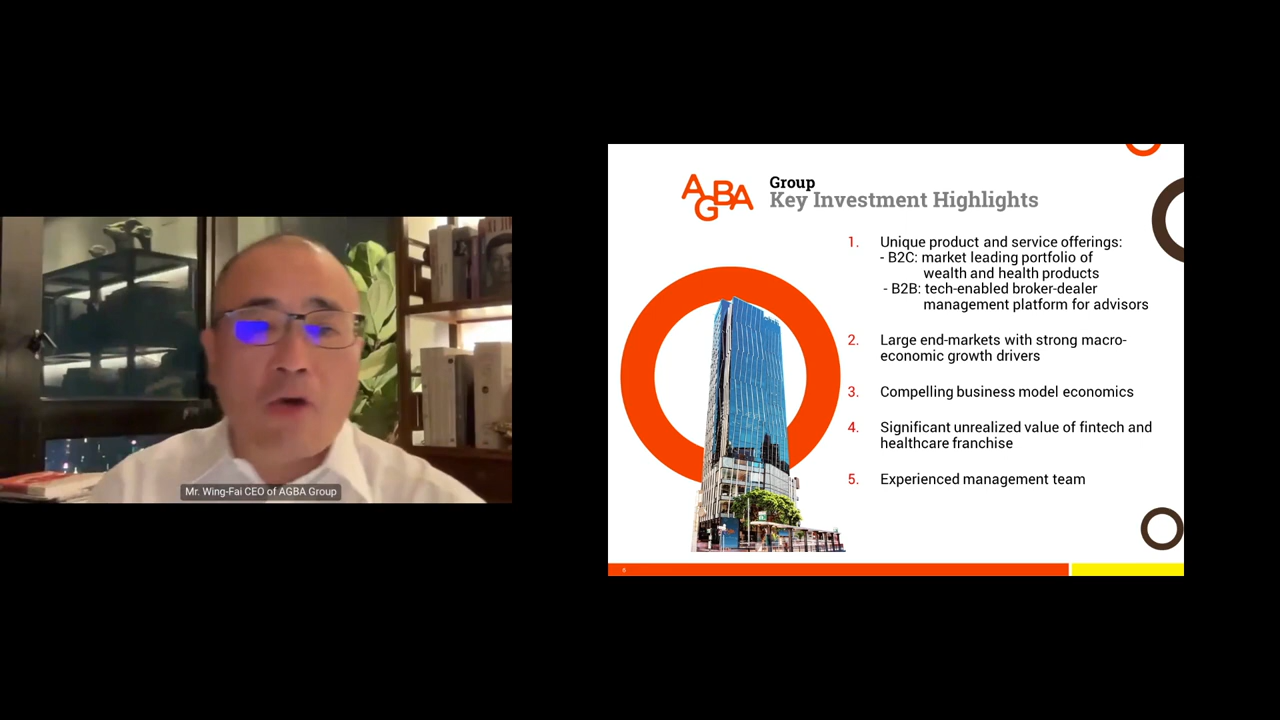 Mr. Wing-Fai CEO of AGBA Group
AGBA
Group
Key Investment Highlights
1. Unique product and service offerings:
- B2C: market leading portfolio of
wealth and health products
- B2B: tech-enabled broker-dealer
management platform for advisors
2. Large end-markets with strong macro-
economic growth drivers
3. Compelling business model economics
4. Significant unrealized value of fintech and
healthcare franchise
5. Experienced management team